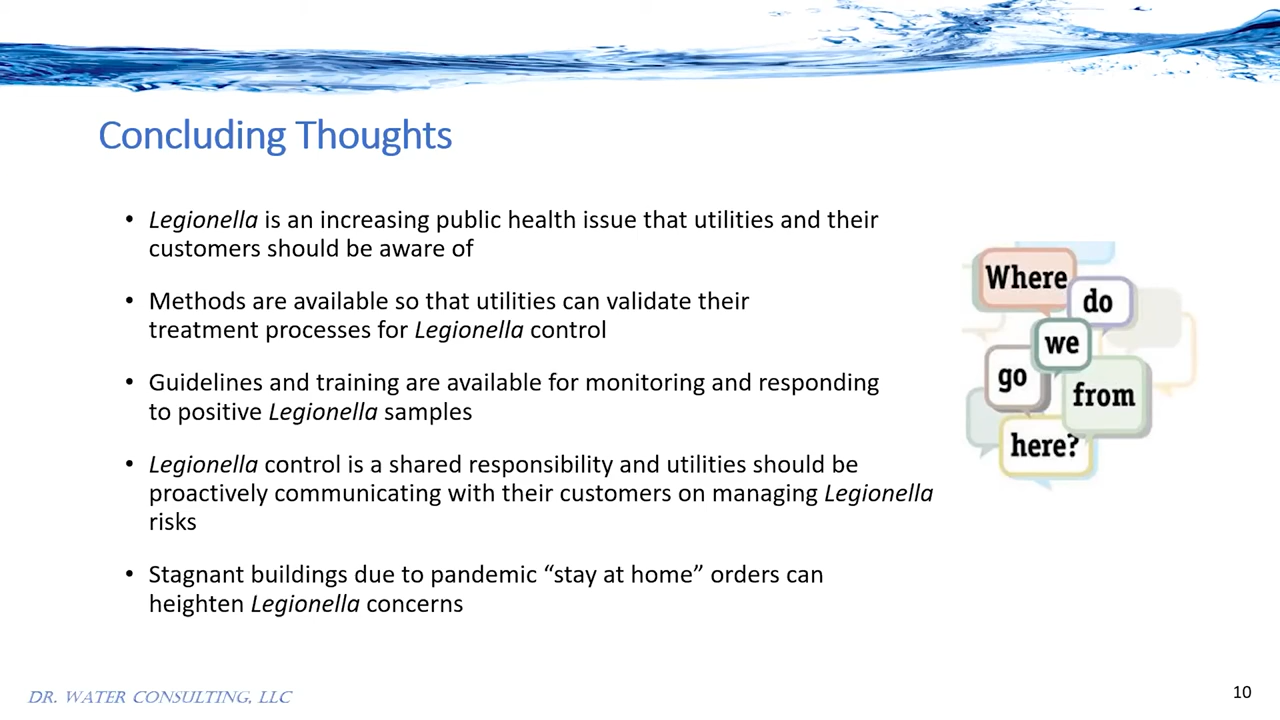 Concluding Thoughts
• Legionella is an increasing public health issue that utilities and their
customers should be aware of
• Methods are available so that utilities can validate their
treatment processes for Legionella control
• Guidelines and training are available for monitoring and responding
to positive Legionella samples
• Legionella control is a shared responsibility and utilities should be
proactively communicating with their customers on managing Legionella
risks
• Stagnant buildings due to pandemic “stay at home” orders can
heighten Legionella concerns
Where
do
we
go
from
here?
DR. WATER CONSULTING, LLC
10